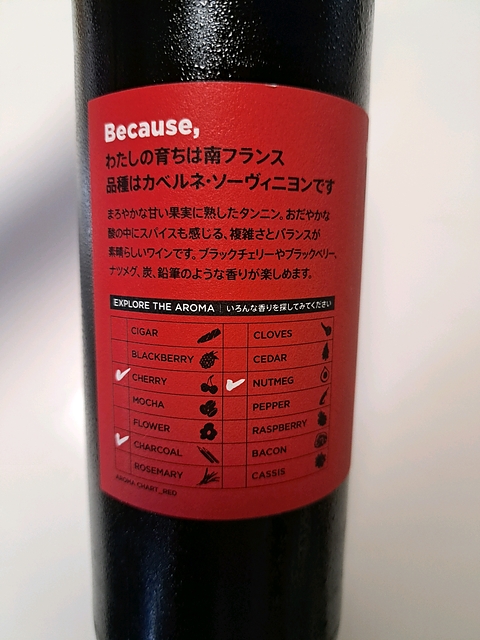 Because,
わたしの育ちは南フランス
品種はカベルネ・ソーヴィニヨンです
まろやかな甘い果実に熟したタンニン。おだやかな
酸の中にスパイスも感じる、複雑さとバランスが
素晴らしいワインです。ブラックチェリーやブラックベリー、
ナツメグ、炭、鉛筆のような香りが楽しめます。
EXPLORE THE AROMA | いろんな香りを探してみてください
CIGAR CLOVES
BLACKBERRY CEDAR
CHERRY NUTMEG
MOCHA PEPPER
FLOWER RASPBERRY
CHARCOAL BACON
ROSEMARY CASSIS
AROMA CHART_RED